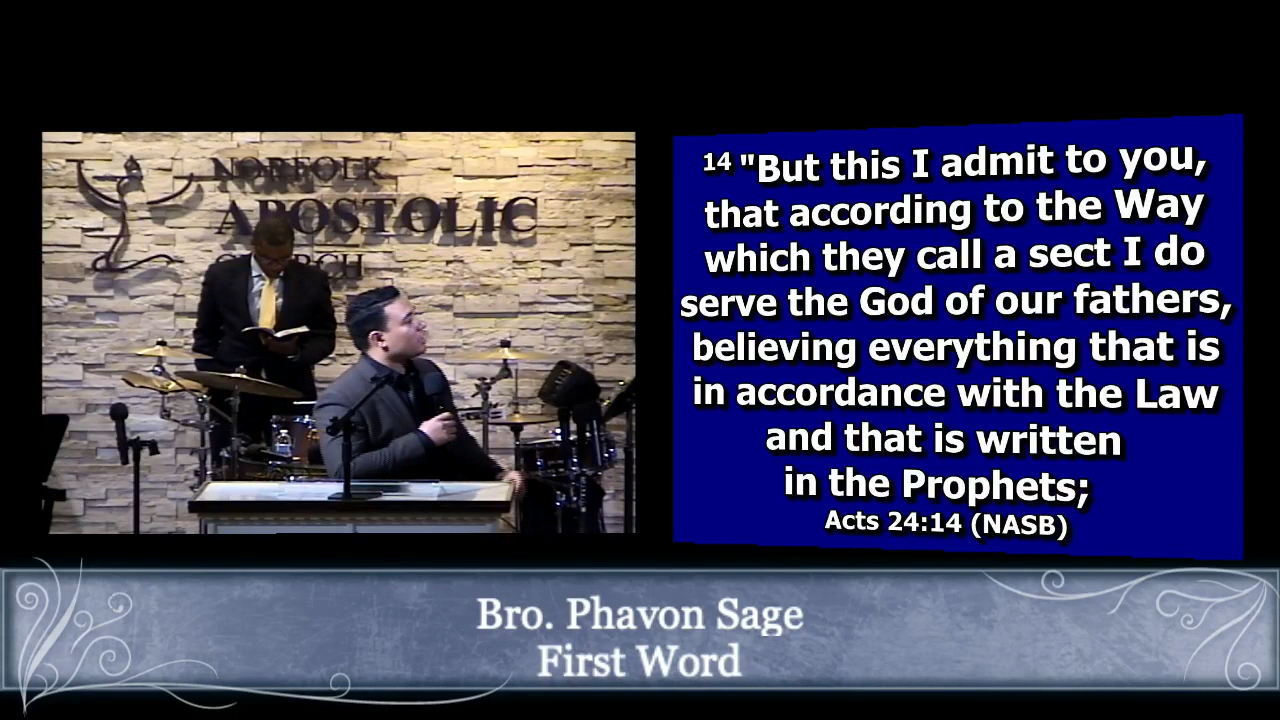 NORFOLK
APOSTOLIC
CHURCH
14 "But this I admit to you,
that according to the Way
which they call a sect I do
serve the God of our fathers,
believing everything that is
in accordance with the Law
and that is written
in the Prophets;
Acts 24:14 (NASB)
Bro. Phavon Sage
First Word